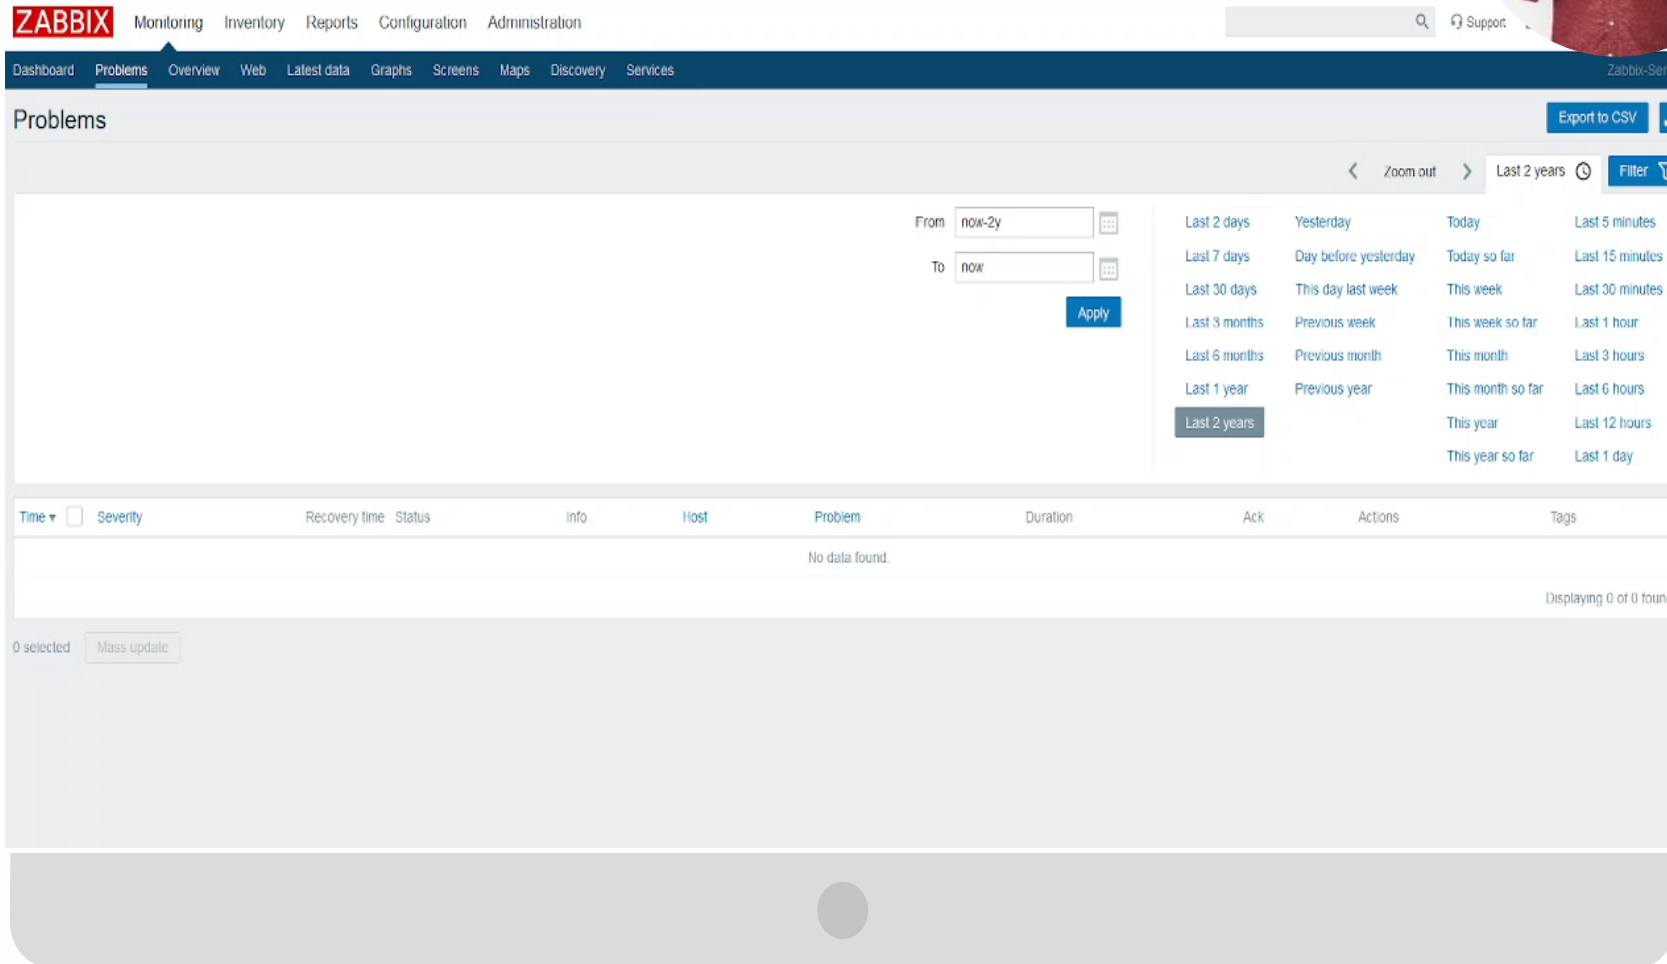 ZABBIX Monitoring Inventory Reports Configuration Administration Support
Dashboard Problems Overview Web Latest data Graphs Screens Maps Discovery Services Zabbix-Ser
Problems Export to CSV
Zoom out Last 2 years Filter
From now-2y Last 2 days Yesterday Today Last 5 minutes
To now Last 7 days Day before yesterday Today so far Last 15 minutes
Last 30 days This day last week This week Last 30 minutes
Apply Last 3 months Previous week This week so far Last 1 hour
Last 6 months Previous month This month Last 3 hours
Last 1 year Previous year This month so far Last 6 hours
Last 2 years This year Last 12 hours
This year so far Last 1 day
Time Severity Recovery time Status Info Host Problem Duration Ack Actions Tags
No data found.
Displaying 0 of 0 foun
0 selected Mass update